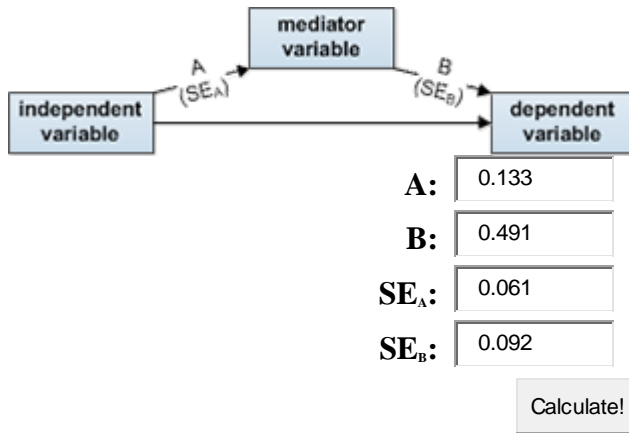 mediator
variable
A
(SEA)
B
(SEB)
independent
variable
dependent
variable
A: 0.133
B: 0.491
SEA: 0.061
SEB: 0.092
Calculate!